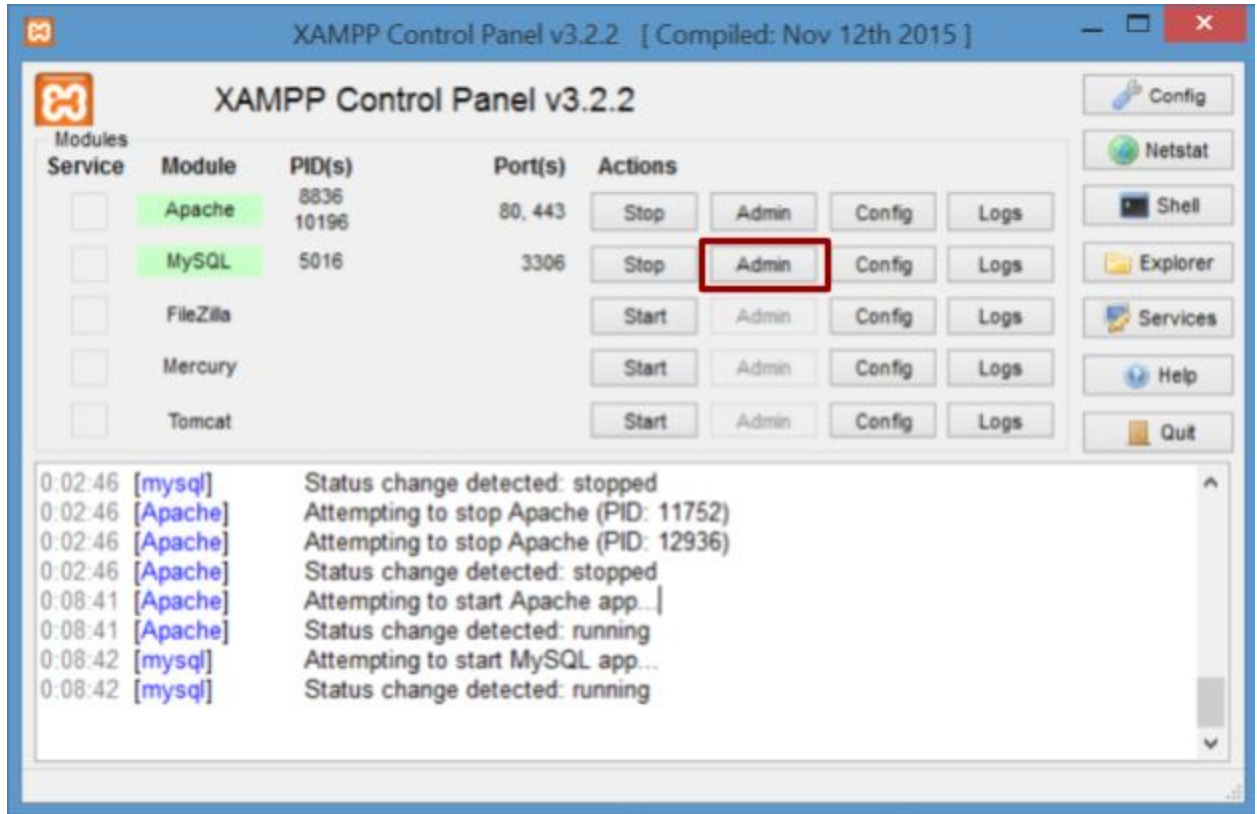 XAMPP Control Panel v3.2.2 [ Compiled: Nov 12th 2015 ]
XAMPP Control Panel v3.2.2
Config
Modules
Service Module PID(s) Port(s) Actions
Netstat
Apache 8836 10196 80, 443 Stop Admin Config Logs
Shell
MySQL 5016 3306 Stop Admin Config Logs
Explorer
FileZilla Start Admin Config Logs
Services
Mercury Start Admin Config Logs
Help
Tomcat Start Admin Config Logs
Quit
0:02:46 [mysql] Status change detected: stopped
0:02:46 [Apache] Attempting to stop Apache (PID: 11752)
0:02:46 [Apache] Attempting to stop Apache (PID: 12936)
0:02:46 [Apache] Status change detected: stopped
0:08:41 [Apache] Attempting to start Apache app...
0:08:41 [Apache] Status change detected: running
0:08:42 [mysql] Attempting to start MySQL app...
0:08:42 [mysql] Status change detected: running